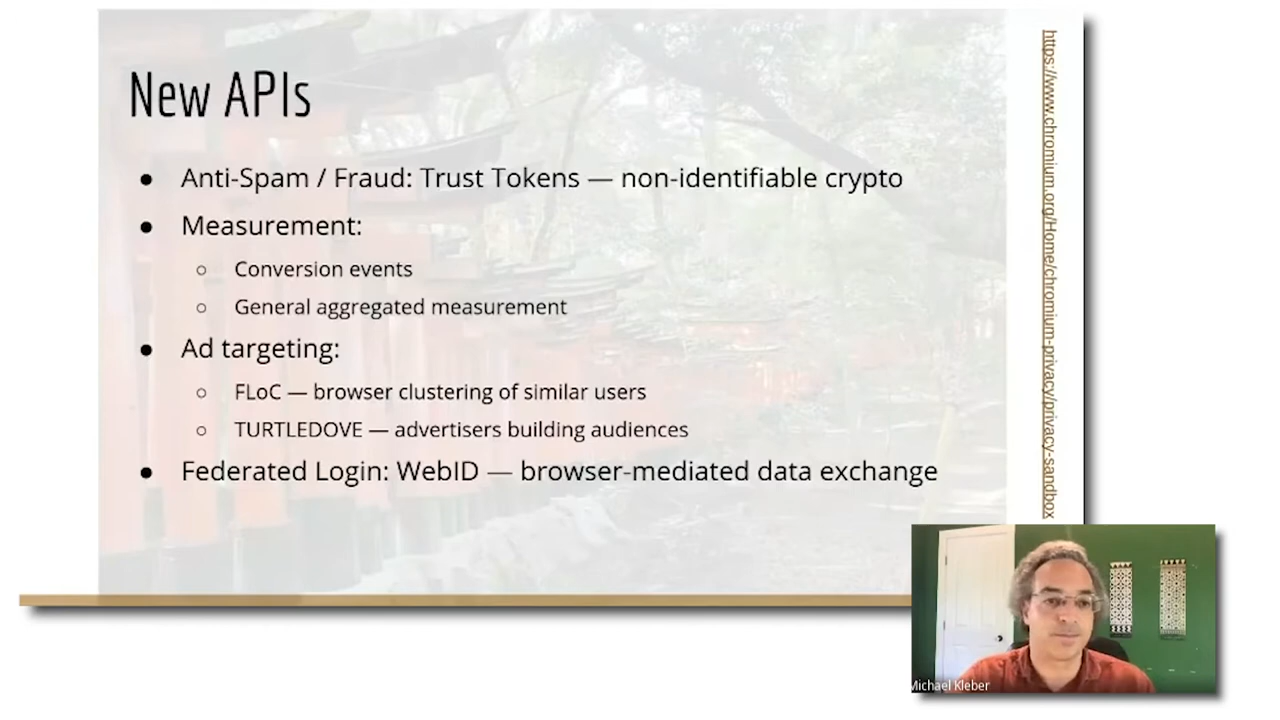 New APIs
● Anti-Spam / Fraud: Trust Tokens — non-identifiable crypto
● Measurement:
○ Conversion events
○ General aggregated measurement
● Ad targeting:
○ FLoC — browser clustering of similar users
○ TURTLEDOVE — advertisers building audiences
● Federated Login: WebID — browser-mediated data exchange
https://www.chromium.org/Home/chromium-privacy/privacy-sandbox
Michael Kleber